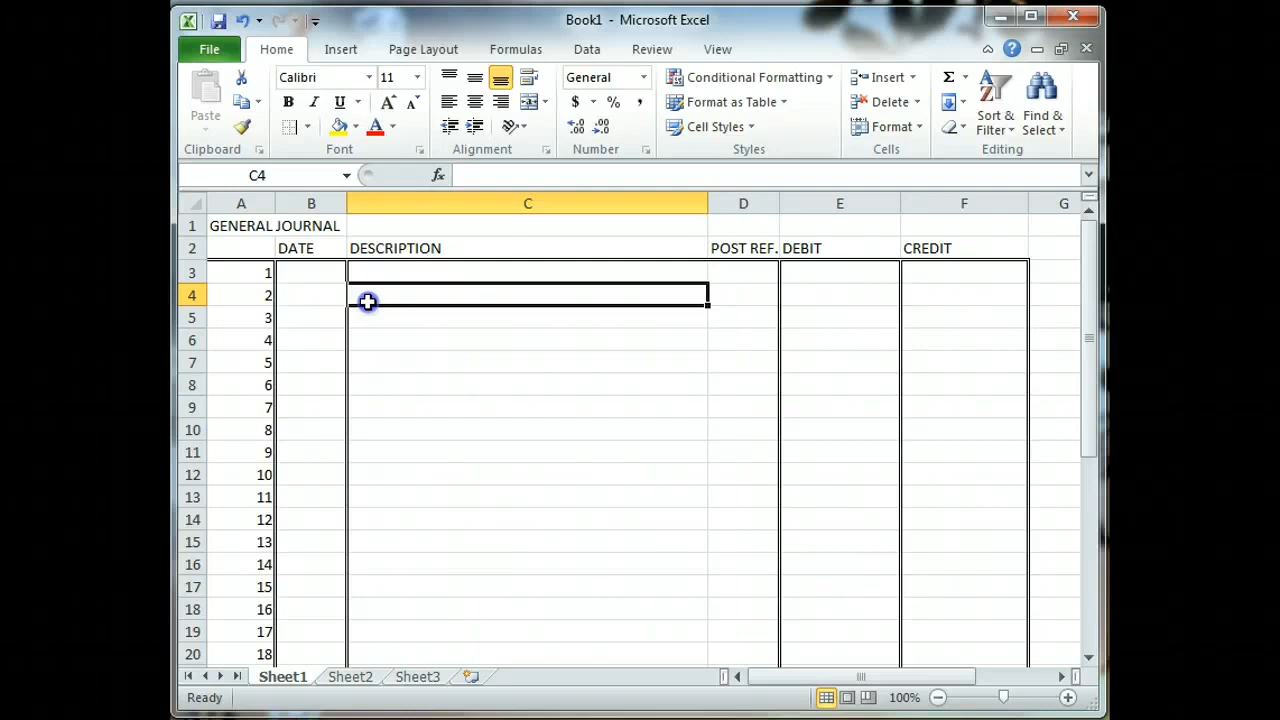 Book1 - Microsoft Excel
File Home Insert Page Layout Formulas Data Review View
Calibri 11 General Conditional Formatting Insert Σ
Paste B I U A A $ % , Format as Table Delete Sort & Find &
A Cell Styles Format Filter Select
Clipboard Font Alignment Number Styles Cells Editing
C4 fx
A B C D E F G
1 GENERAL JOURNAL
2 DATE DESCRIPTION POST REF. DEBIT CREDIT
3 1
4 2
5 3
6 4
7 5
8 6
9 7
10 8
11 9
12 10
13 11
14 12
15 13
16 14
17 15
18 16
19 17
20 18
Sheet1 Sheet2 Sheet3
Ready 100%